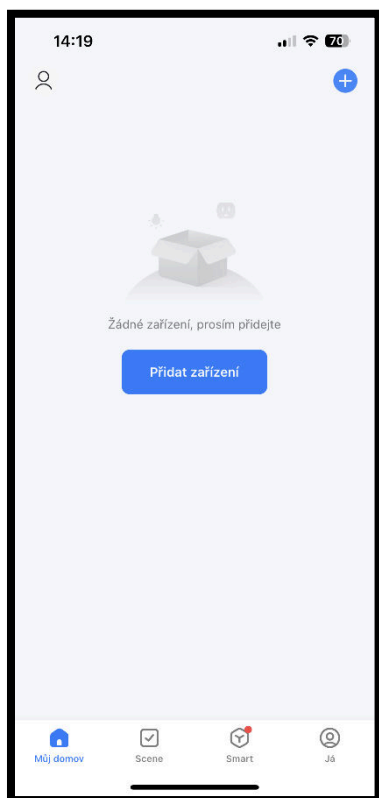 14:19
70
Žádné zařízení, prosím přidejte
Přidat zařízení
Můj domov
Scene
Smart
Já